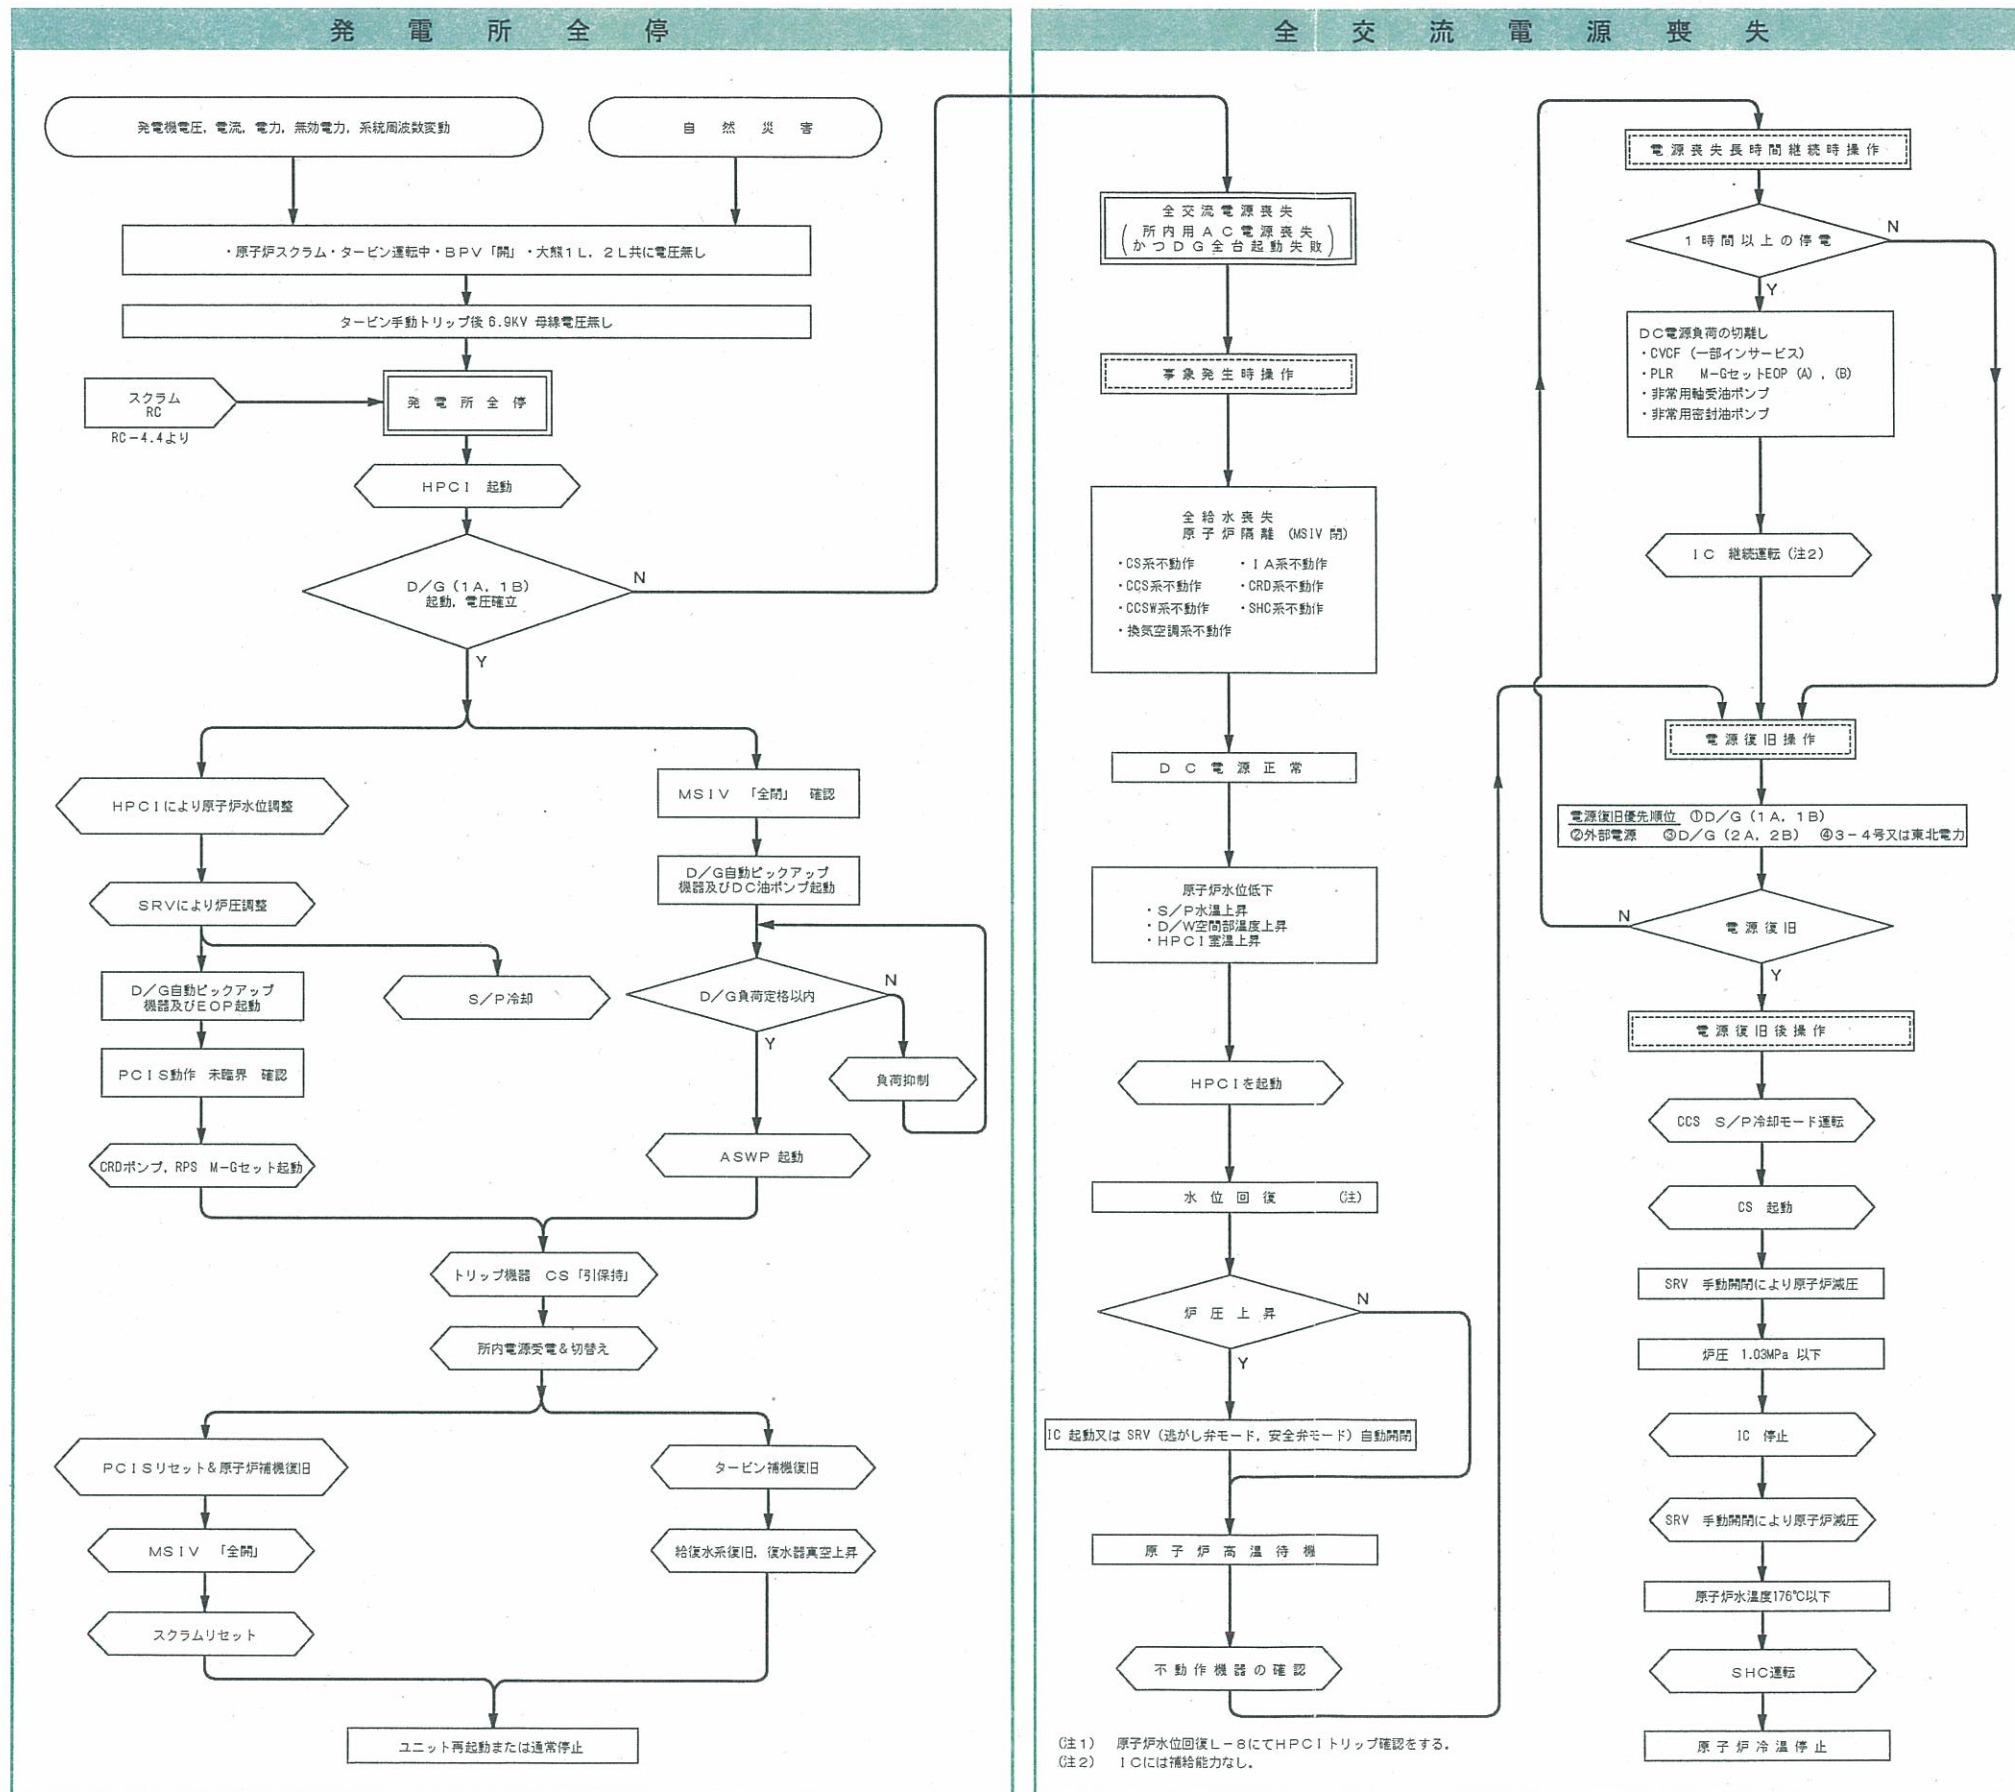 発電所全停
発電機電圧，電流，電力，無効電力，系統周波数変動
自然災害
・原子炉スクラム・タービン運転中・BPV「開」・大熊1L，2L共に電圧無し
タービン手動トリップ後 6.9KV 母線電圧無し
スクラム
RC
RC－4.4より
発電所全停
HPCI 起動
D／G（1A，1B）
起動，電圧確立
N
Y
HPCIにより原子炉水位調整
SRVにより炉圧調整
D／G自動ピックアップ
機器及びEOP起動
S／P冷却
PCIS動作 未臨界 確認
CRDポンプ，RPS M－Gセット起動
MSIV 「全閉」 確認
D／G自動ピックアップ
機器及びDC油ポンプ起動
D／G負荷定格以内
N
Y
負荷抑制
ASWP 起動
トリップ機器 CS「引保持」
所内電源受電＆切替え
PCISリセット＆原子炉補機復旧
MSIV 「全開」
スクラムリセット
タービン補機復旧
給復水系復旧，復水器真空上昇
ユニット再起動または通常停止
全交流電源喪失
全交流電源喪失
（所内用AC電源喪失
かつDG全台起動失敗）
事象発生時操作
全給水喪失
原子炉隔離（MSIV 閉）
・CS系不動作 ・IA系不動作
・CCS系不動作 ・CRD系不動作
・CCSW系不動作 ・SHC系不動作
・換気空調系不動作
DC電源正常
原子炉水位低下
・S／P水温上昇
・D／W空間部温度上昇
・HPCI室温上昇
HPCIを起動
水位回復 （注）
炉圧上昇
N
Y
IC 起動又は SRV（逃がし弁モード，安全弁モード）自動開閉
原子炉高温待機
不動作機器の確認
（注1） 原子炉水位回復L－8にてHPCIトリップ確認をする。
（注2） ICには補給能力なし。
電源喪失長時間継続時操作
1時間以上の停電
N
Y
DC電源負荷の切離し
・CVCF（一部インサービス）
・PLR M－GセットEOP（A），（B）
・非常用軸受油ポンプ
・非常用密封油ポンプ
IC 継続運転（注2）
電源復旧操作
電源復旧優先順位 ①D／G（1A，1B）
②外部電源 ③D／G（2A，2B） ④3－4号又は東北電力
電源復旧
N
Y
電源復旧後操作
CCS S／P冷却モード運転
CS 起動
SRV 手動開閉により原子炉減圧
炉圧 1.03MPa 以下
IC 停止
SRV 手動開閉により原子炉減圧
原子炉水温度176℃以下
SHC運転
原子炉冷温停止